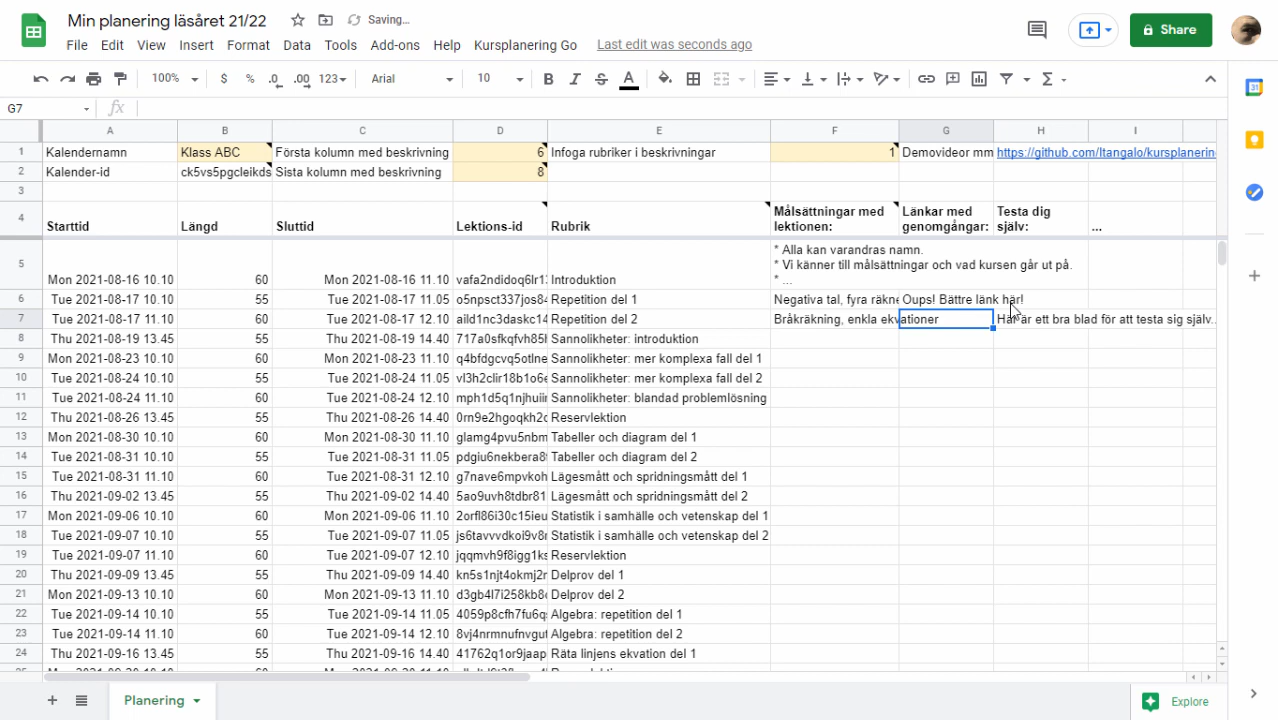 Min planering läsåret 21/22 Saving...
File Edit View Insert Format Data Tools Add-ons Help Kursplanering Go Last edit was seconds ago
Share
100% $ % .0 .00 123 Arial 10 B I S A Σ
31
G7 fx
A B C D E F G H I
1 Kalendernamn Klass ABC Första kolumn med beskrivning 6 Infoga rubriker i beskrivningar 1 Demovideor mm https://github.com/Itangalo/kursplanerin
2 Kalender-id ck5vs5pgcleikds Sista kolumn med beskrivning 8
3
4 Starttid Längd Sluttid Lektions-id Rubrik Målsättningar med lektionen: Länkar med genomgångar: Testa dig själv: ...
5 Mon 2021-08-16 10.10 60 Mon 2021-08-16 11.10 vafa2ndidoq6lr1 Introduktion * Alla kan varandras namn.
* Vi känner till målsättningar och vad kursen går ut på.
* ...
6 Tue 2021-08-17 10.10 55 Tue 2021-08-17 11.05 o5npsct337jos84 Repetition del 1 Negativa tal, fyra räkne Oups! Bättre länk här!
7 Tue 2021-08-17 11.10 60 Tue 2021-08-17 12.10 aild1nc3daskc14 Repetition del 2 Bråkräkning, enkla ekvationer Här är ett bra blad för att testa sig själv...
8 Thu 2021-08-19 13.45 55 Thu 2021-08-19 14.40 717a0sfkqfvh85 Sannolikheter: introduktion
9 Mon 2021-08-23 10.10 60 Mon 2021-08-23 11.10 q4bfdgcvq5otlne Sannolikheter: mer komplexa fall del 1
10 Tue 2021-08-24 10.10 55 Tue 2021-08-24 11.05 vl3h2clir18b1o6e Sannolikheter: mer komplexa fall del 2
11 Tue 2021-08-24 11.10 60 Tue 2021-08-24 12.10 mph1d5q1njhuiin Sannolikheter: blandad problemlösning
12 Thu 2021-08-26 13.45 55 Thu 2021-08-26 14.40 0rn9e2hgoqkh2c Reservlektion
13 Mon 2021-08-30 10.10 60 Mon 2021-08-30 11.10 glamg4pvu5nbm Tabeller och diagram del 1
14 Tue 2021-08-31 10.10 55 Tue 2021-08-31 11.05 pdgiu6nekbera8 Tabeller och diagram del 2
15 Tue 2021-08-31 11.10 60 Tue 2021-08-31 12.10 g7nave6mpvkoh Lägesmått och spridningsmått del 1
16 Thu 2021-09-02 13.45 55 Thu 2021-09-02 14.40 5ao9uvh8tdbr81 Lägesmått och spridningsmått del 2
17 Mon 2021-09-06 10.10 60 Mon 2021-09-06 11.10 2orfl86i30c15ieu Statistik i samhälle och vetenskap del 1
18 Tue 2021-09-07 10.10 55 Tue 2021-09-07 11.05 js6tavvvdkoi9v8 Statistik i samhälle och vetenskap del 2
19 Tue 2021-09-07 11.10 60 Tue 2021-09-07 12.10 jqqmvh9f8igg1ks Reservlektion
20 Thu 2021-09-09 13.45 55 Thu 2021-09-09 14.40 kn5s1njt4okmj2r Delprov del 1
21 Mon 2021-09-13 10.10 60 Mon 2021-09-13 11.10 d3gb4l7i258kb8 Delprov del 2
22 Tue 2021-09-14 10.10 55 Tue 2021-09-14 11.05 4059p8cfh7fu6q Algebra: repetition del 1
23 Tue 2021-09-14 11.10 60 Tue 2021-09-14 12.10 8vj4nrmnufnvgut Algebra: repetition del 2
24 Thu 2021-09-16 13.45 55 Thu 2021-09-16 14.40 41762q1or9jaap Räta linjens ekvation del 1
Planering Explore